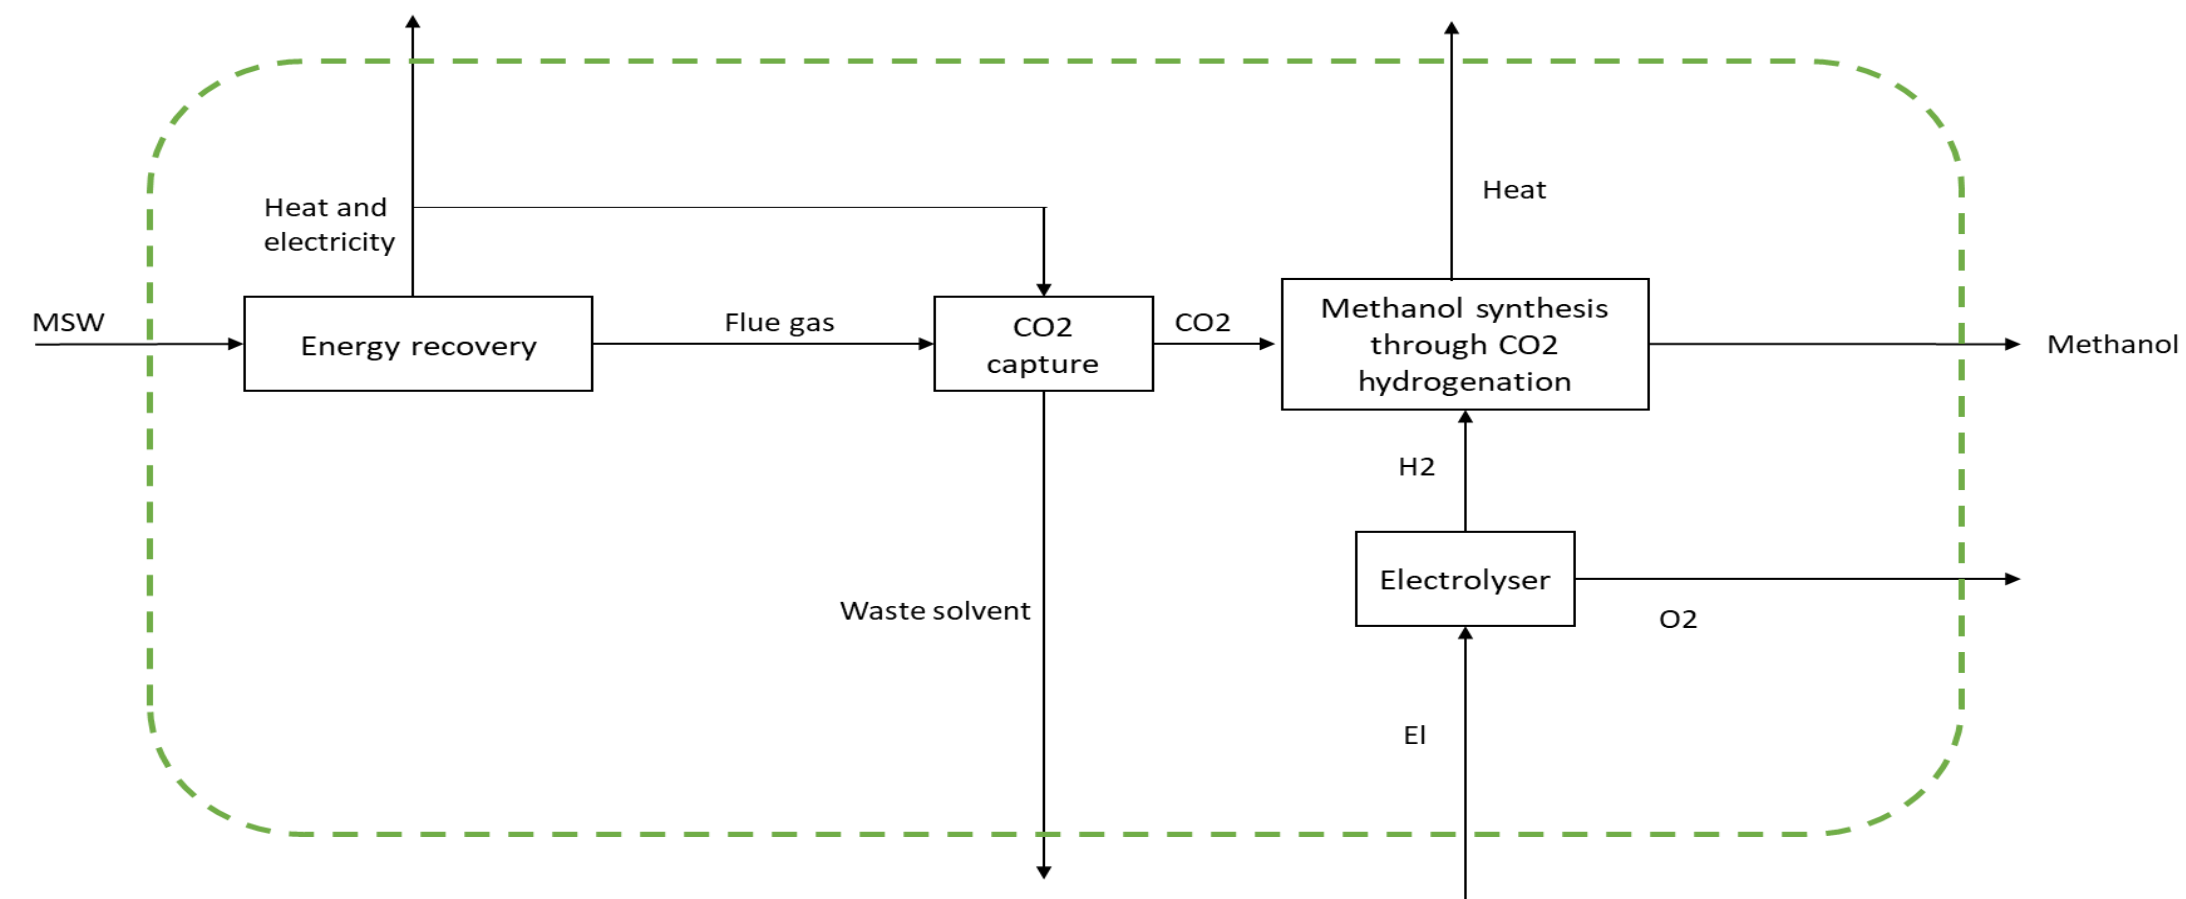 Heat
Heat and
electricity
MSW
Energy recovery
Flue gas
CO2
capture
CO2
Methanol synthesis
through CO2
hydrogenation
Methanol
H2
Electrolyser
O2
Waste solvent
El